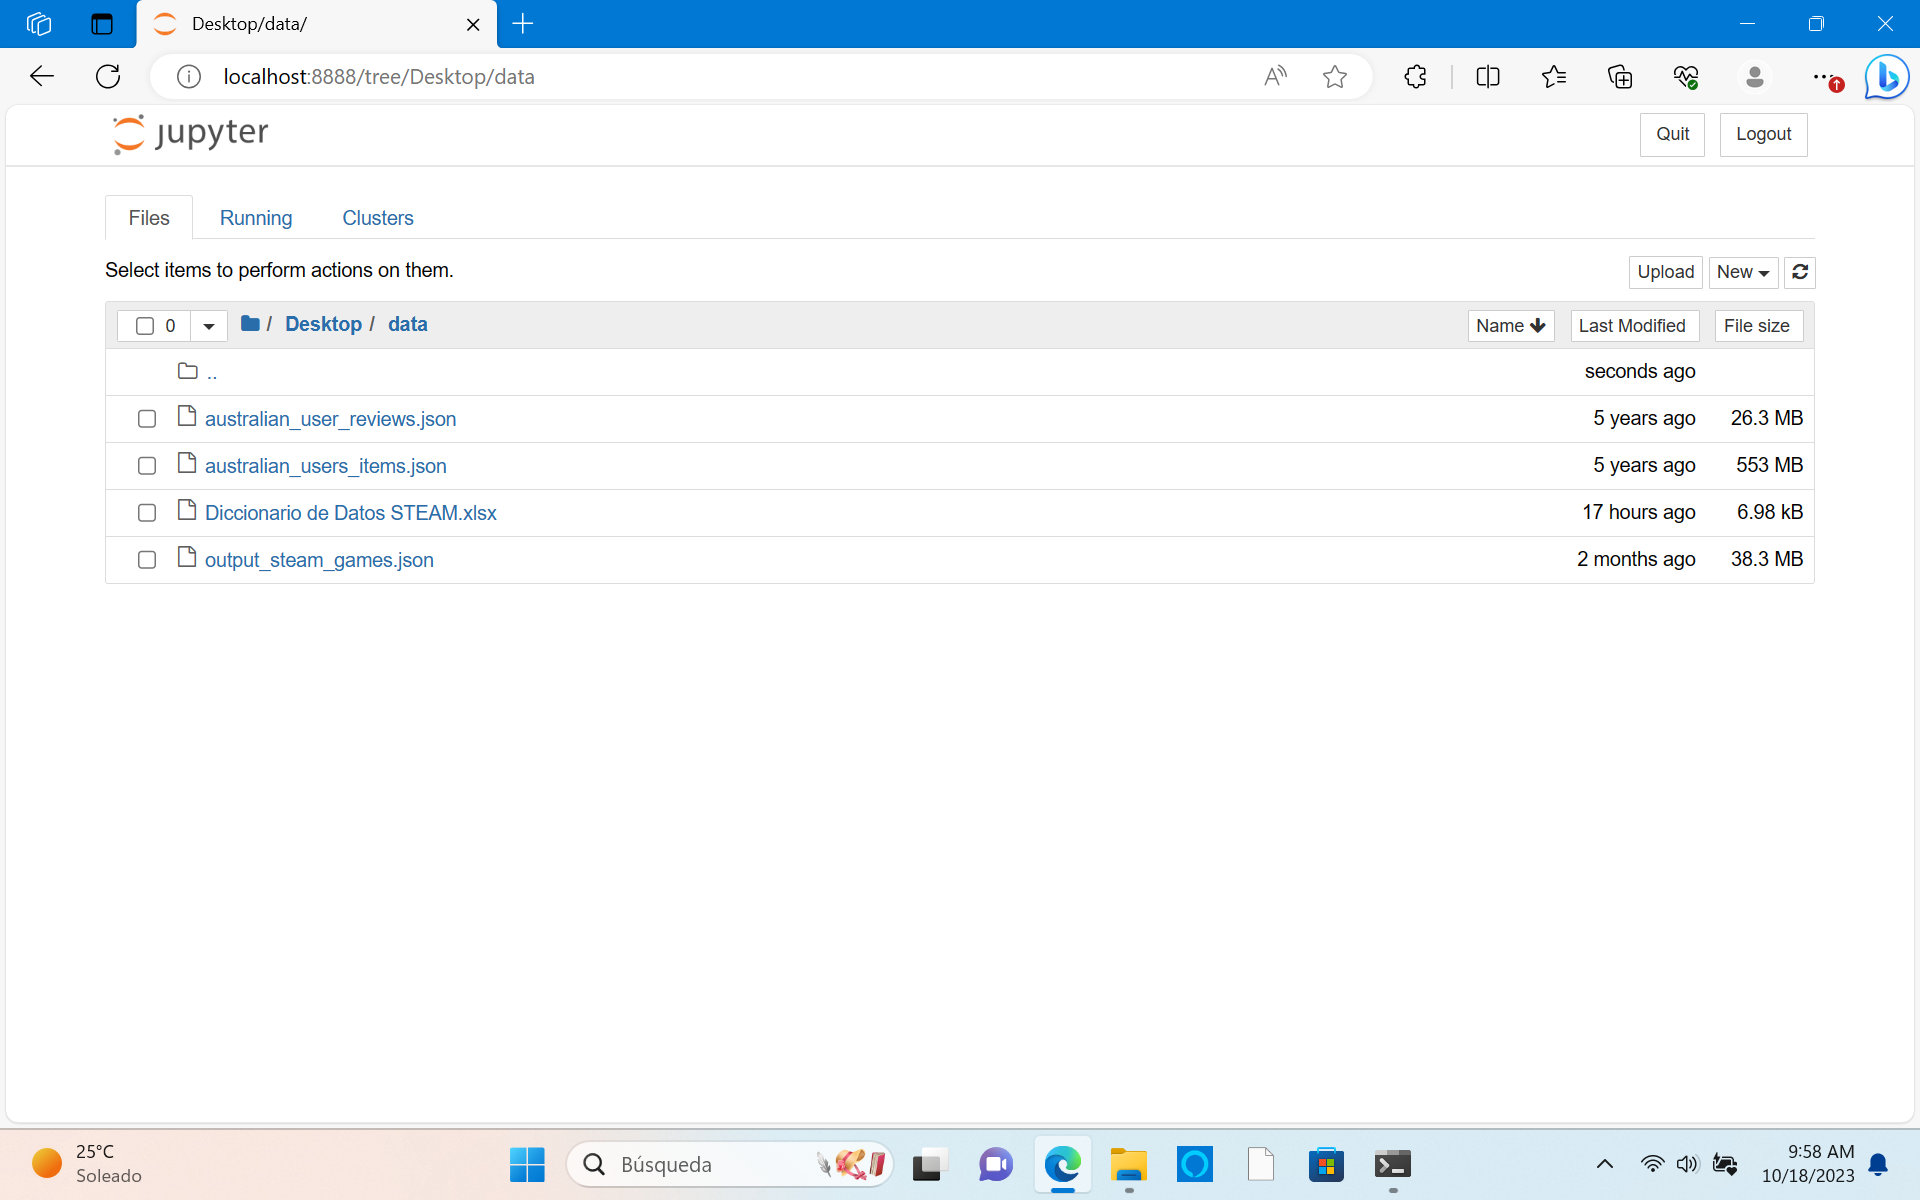 Desktop/data/
localhost:8888/tree/Desktop/data
jupyter
Quit
Logout
Files
Running
Clusters
Select items to perform actions on them.
Upload
New
0
/ Desktop / data
Name
Last Modified
File size
..
seconds ago
australian_user_reviews.json
5 years ago
26.3 MB
australian_users_items.json
5 years ago
553 MB
Diccionario de Datos STEAM.xlsx
17 hours ago
6.98 kB
output_steam_games.json
2 months ago
38.3 MB
25°C
Soleado
Búsqueda
9:58 AM
10/18/2023